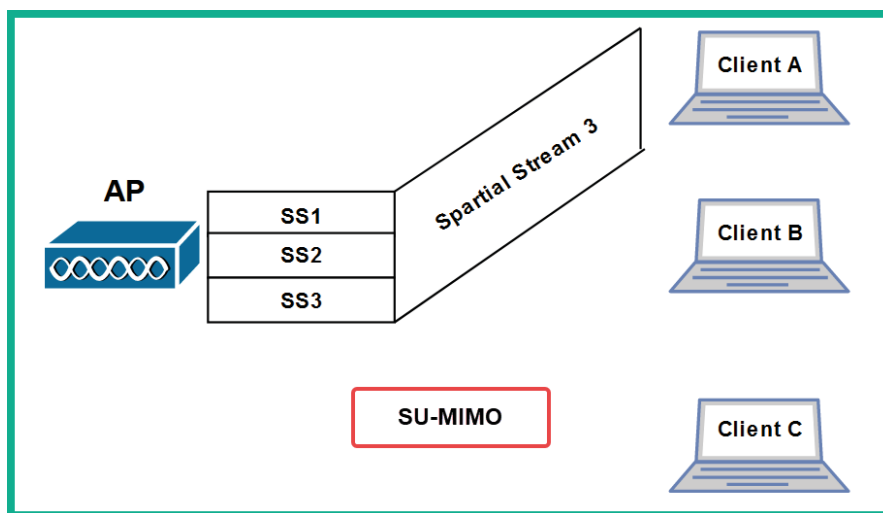 AP
SS1
SS2
SS3
Spartial Stream 3
Client A
Client B
Client C
SU-MIMO